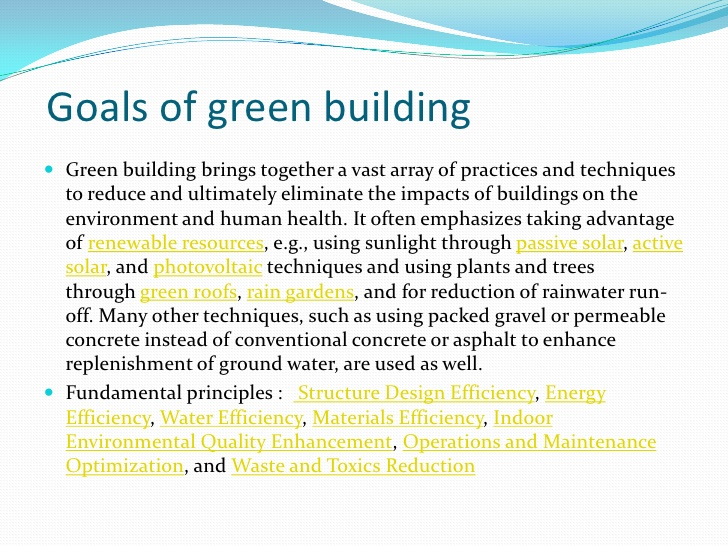 Goals of green building
• Green building brings together a vast array of practices and techniques
to reduce and ultimately eliminate the impacts of buildings on the
environment and human health. It often emphasizes taking advantage
of renewable resources, e.g., using sunlight through passive solar, active
solar, and photovoltaic techniques and using plants and trees
through green roofs, rain gardens, and for reduction of rainwater run-
off. Many other techniques, such as using packed gravel or permeable
concrete instead of conventional concrete or asphalt to enhance
replenishment of ground water, are used as well.
• Fundamental principles : Structure Design Efficiency, Energy
Efficiency, Water Efficiency, Materials Efficiency, Indoor
Environmental Quality Enhancement, Operations and Maintenance
Optimization, and Waste and Toxics Reduction